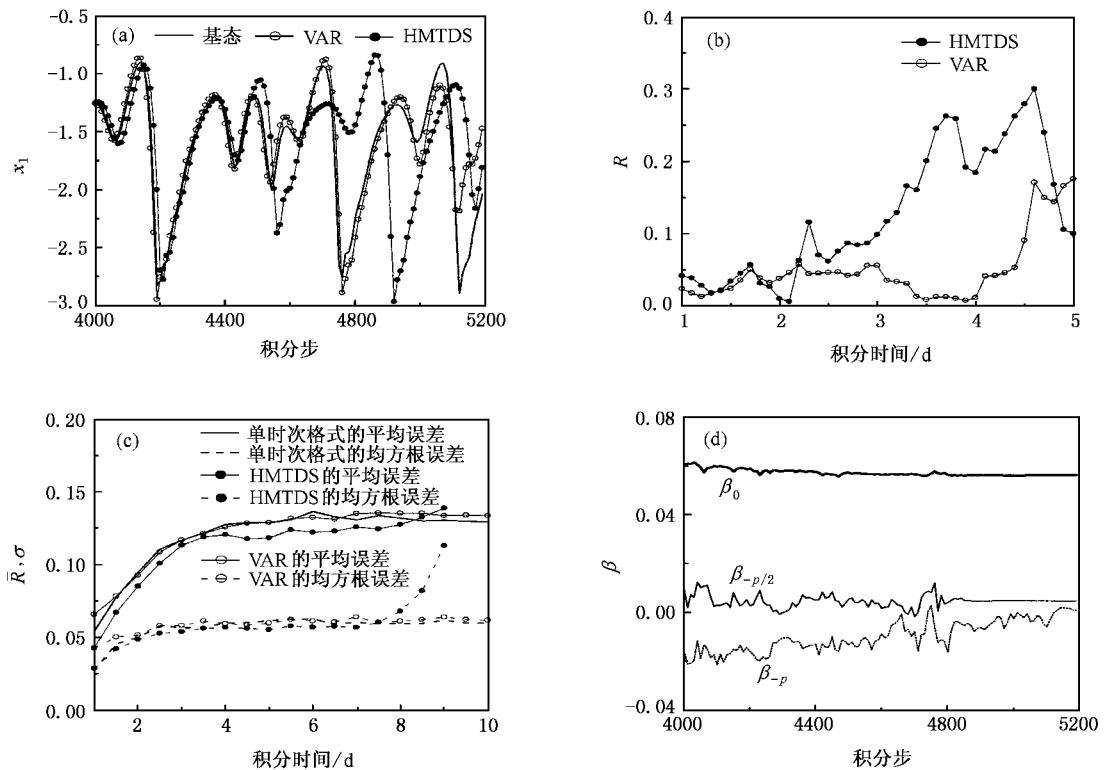 (a)
基态 VAR HMTDS
-0.5
-1.0
-1.5
-2.0
-2.5
-3.0
x₁
4000 4400 4800 5200
积分步
(b)
HMTDS
VAR
0.4
0.3
0.2
0.1
0.0
R
1 2 3 4 5
积分时间/d
(c)
单时次格式的平均误差
单时次格式的均方根误差
HMTDS的平均误差
HMTDS的均方根误差
VAR的平均误差
VAR的均方根误差
0.20
0.15
0.10
0.05
0.00
R̄,σ
2 4 6 8 10
积分时间/d
(d)
0.08
0.04
0.00
-0.04
β
β₀
β₋p/2
β₋p
4000 4400 4800 5200
积分步